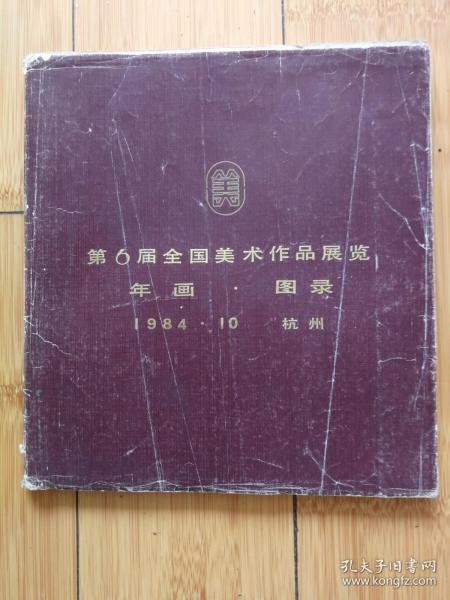 美
第6届全国美术作品展览
年画·图录
1984·10 杭州
孔夫子旧书网
www.kongfz.com